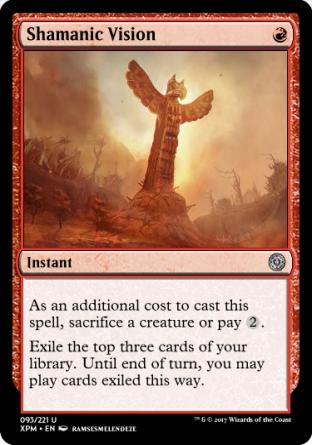 Shamanic Vision
Instant
As an additional cost to cast this
spell, sacrifice a creature or pay 2.
Exile the top three cards of your
library. Until end of turn, you may
play cards exiled this way.
093/221 U
XPM • EN RAMSESMELENDEZE
™ & © 2017 Wizards of the Coast